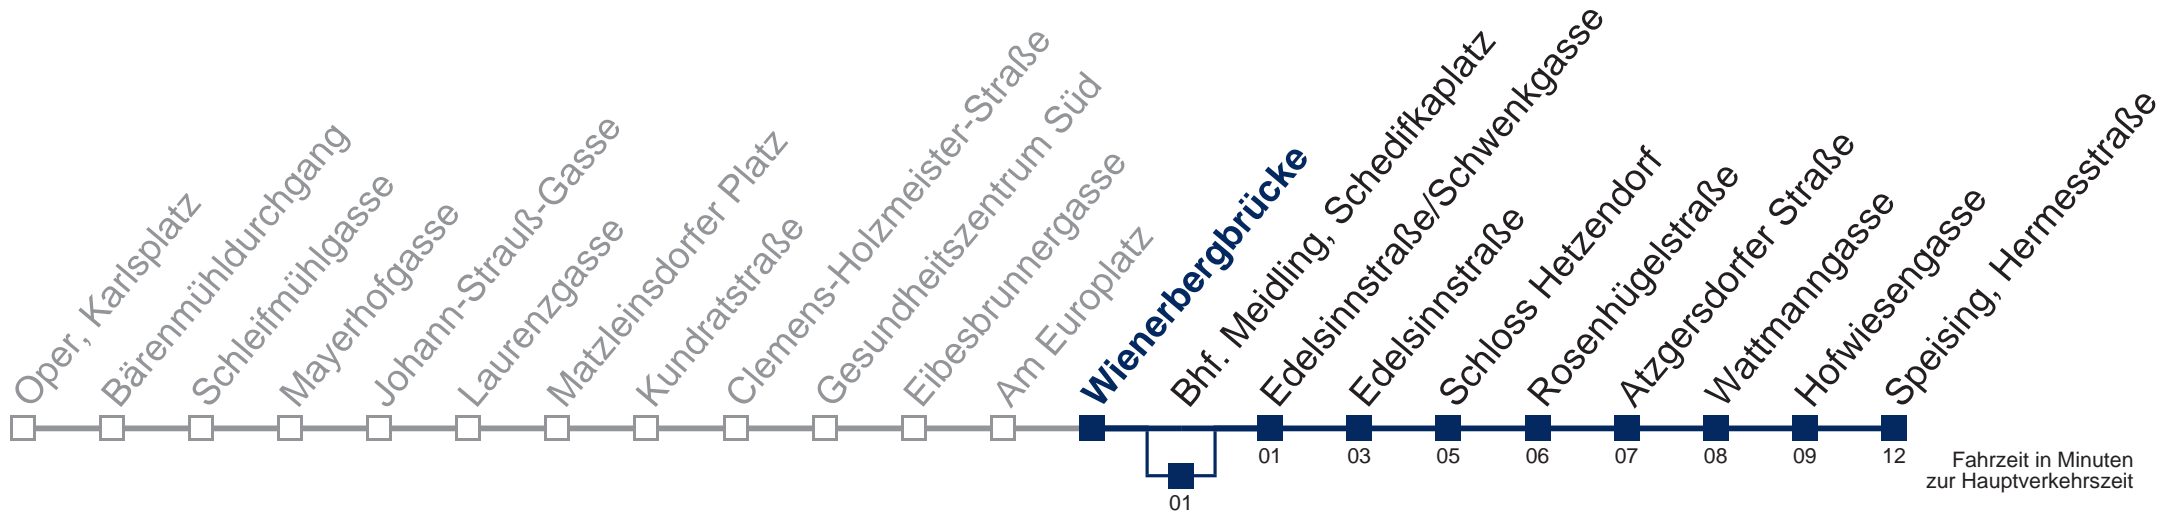 Oper, Karlsplatz
Bärenmühldurchgang
Schleifmühlgasse
Mayerhofgasse
Johann-Strauß-Gasse
Laurenzgasse
Matzleinsdorfer Platz
Kundratstraße
Clemens-Holzmeister-Straße
Gesundheitszentrum Süd
Eibesbrunnergasse
Am Europlatz
Wienerbergbrücke
Bhf. Meidling, Schedifkaplatz
Edelsinnstraße/Schwenkgasse
Edelsinnstraße
Schloss Hetzendorf
Rosenhügelstraße
Atzgersdorfer Straße
Wattmanngasse
Hofwiesengasse
Speising, Hermesstraße
01 03 05 06 07 08 09 12
01
Fahrzeit in Minuten
zur Hauptverkehrszeit